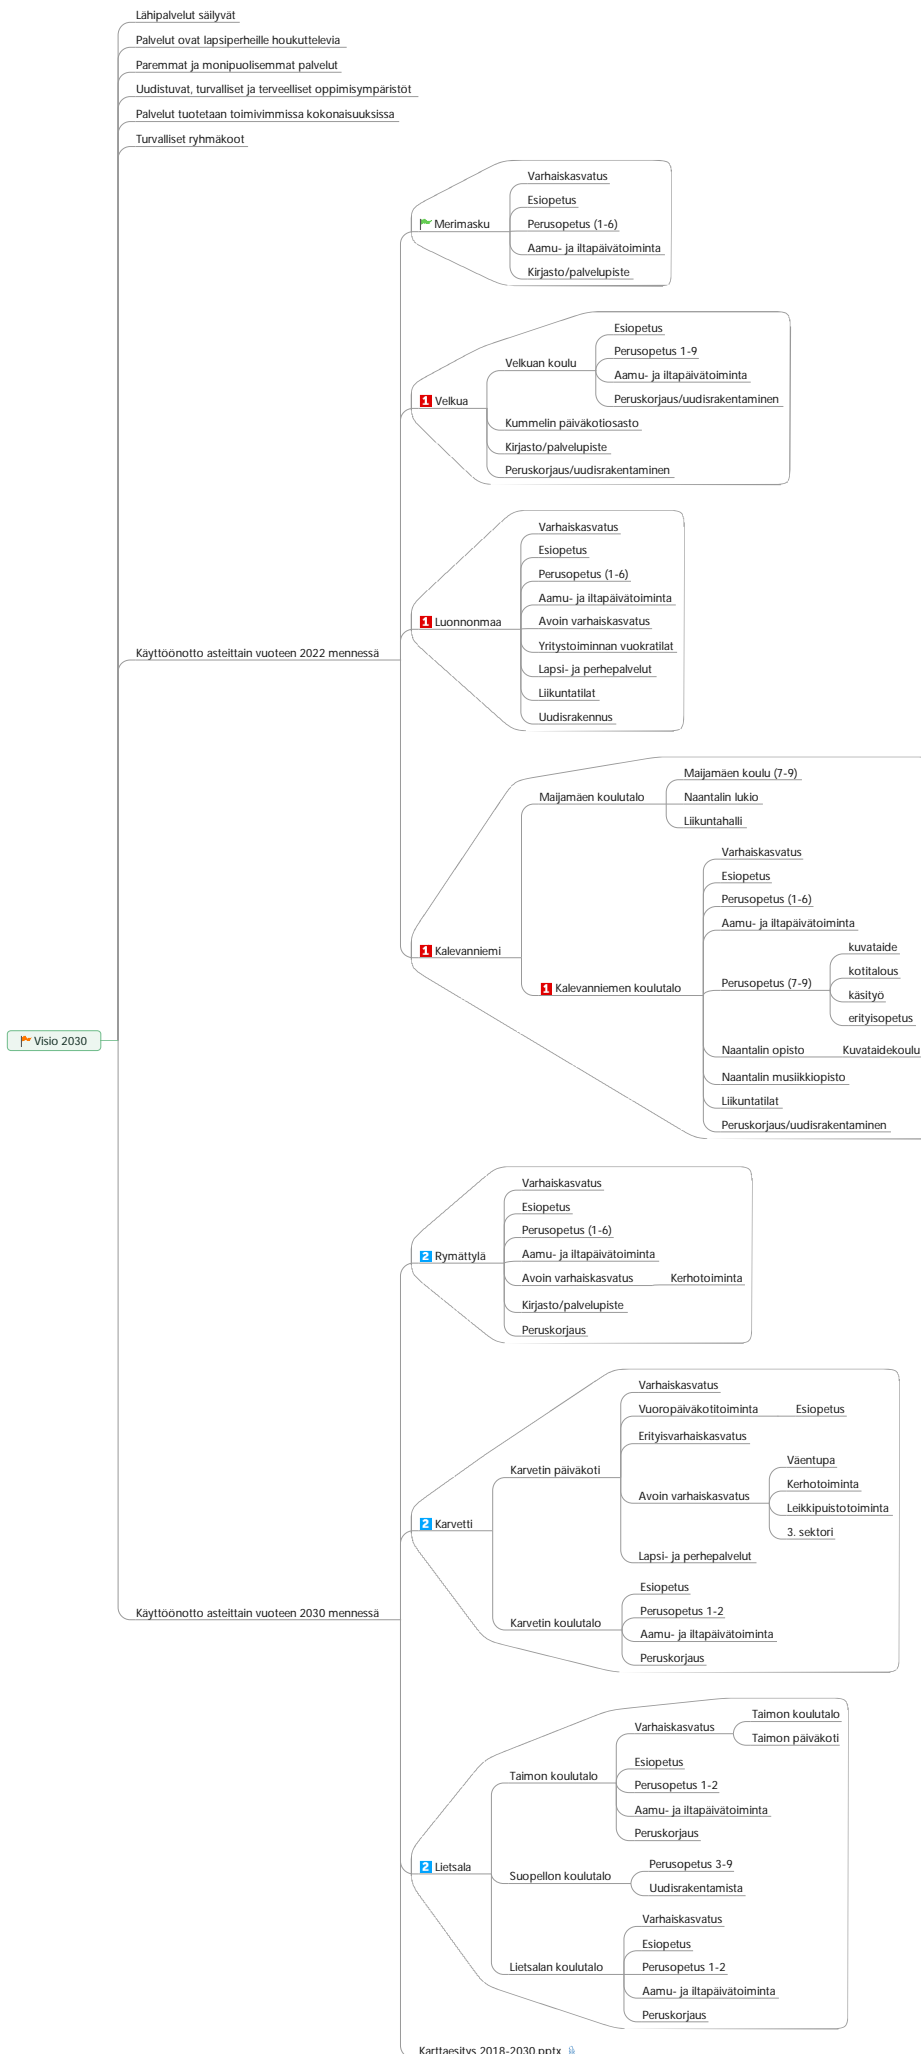 Lähipalvelut säilyvät
Palvelut ovat lapsiperheille houkuttelevia
Paremmat ja monipuolisemmat palvelut
Uudistuvat, turvalliset ja terveelliset oppimisympäristöt
Palvelut tuotetaan toimivimmissa kokonaisuuksissa
Turvalliset ryhmäkoot
Varhaiskasvatus
Esiopetus
Merimasku
Perusopetus (1-6)
Aamu- ja iltapäivätoiminta
Kirjasto/palvelupiste
Esiopetus
Perusopetus 1-9
Velkuan koulu
Aamu- ja iltapäivätoiminta
Peruskorjaus/uudisrakentaminen
1 Velkua
Kummelin päiväkotiosasto
Kirjasto/palvelupiste
Peruskorjaus/uudisrakentaminen
Varhaiskasvatus
Esiopetus
Perusopetus (1-6)
Aamu- ja iltapäivätoiminta
1 Luonnonmaa
Avoin varhaiskasvatus
Yritystoiminnan vuokratilat
Käyttöönotto asteittain vuoteen 2022 mennessä
Lapsi- ja perhepalvelut
Liikuntatilat
Uudisrakennus
Maijamäen koulu (7-9)
Maijamäen koulutalo
Naantalin lukio
Liikuntahalli
Varhaiskasvatus
Esiopetus
Perusopetus (1-6)
Aamu- ja iltapäivätoiminta
1 Kalevanniemi
kuvataide
kotitalous
1 Kalevanniemen koulutalo
Perusopetus (7-9)
käsityö
erityisopetus
Visio 2030
Naantalin opisto
Kuvataidekoulu
Naantalin musiikkiopisto
Liikuntatilat
Peruskorjaus/uudisrakentaminen
Varhaiskasvatus
Esiopetus
Perusopetus (1-6)
2 Rymättylä
Aamu- ja iltapäivätoiminta
Avoin varhaiskasvatus
Kerhotoiminta
Kirjasto/palvelupiste
Peruskorjaus
Varhaiskasvatus
Vuoropäiväkotitoiminta
Esiopetus
Erityisvarhaiskasvatus
Karvetin päiväkoti
Väentupa
Kerhotoiminta
Avoin varhaiskasvatus
Leikkipuistotoiminta
3. sektori
2 Karvetti
Lapsi- ja perhepalvelut
Esiopetus
Käyttöönotto asteittain vuoteen 2030 mennessä
Perusopetus 1-2
Karvetin koulutalo
Aamu- ja iltapäivätoiminta
Peruskorjaus
Taimon koulutalo
Varhaiskasvatus
Taimon päiväkoti
Esiopetus
Taimon koulutalo
Perusopetus 1-2
Aamu- ja iltapäivätoiminta
Peruskorjaus
2 Lietsala
Perusopetus 3-9
Suopellon koulutalo
Uudisrakentamista
Varhaiskasvatus
Esiopetus
Lietsalan koulutalo
Perusopetus 1-2
Aamu- ja iltapäivätoiminta
Peruskorjaus
Karttaesitys 2018-2030.pptx